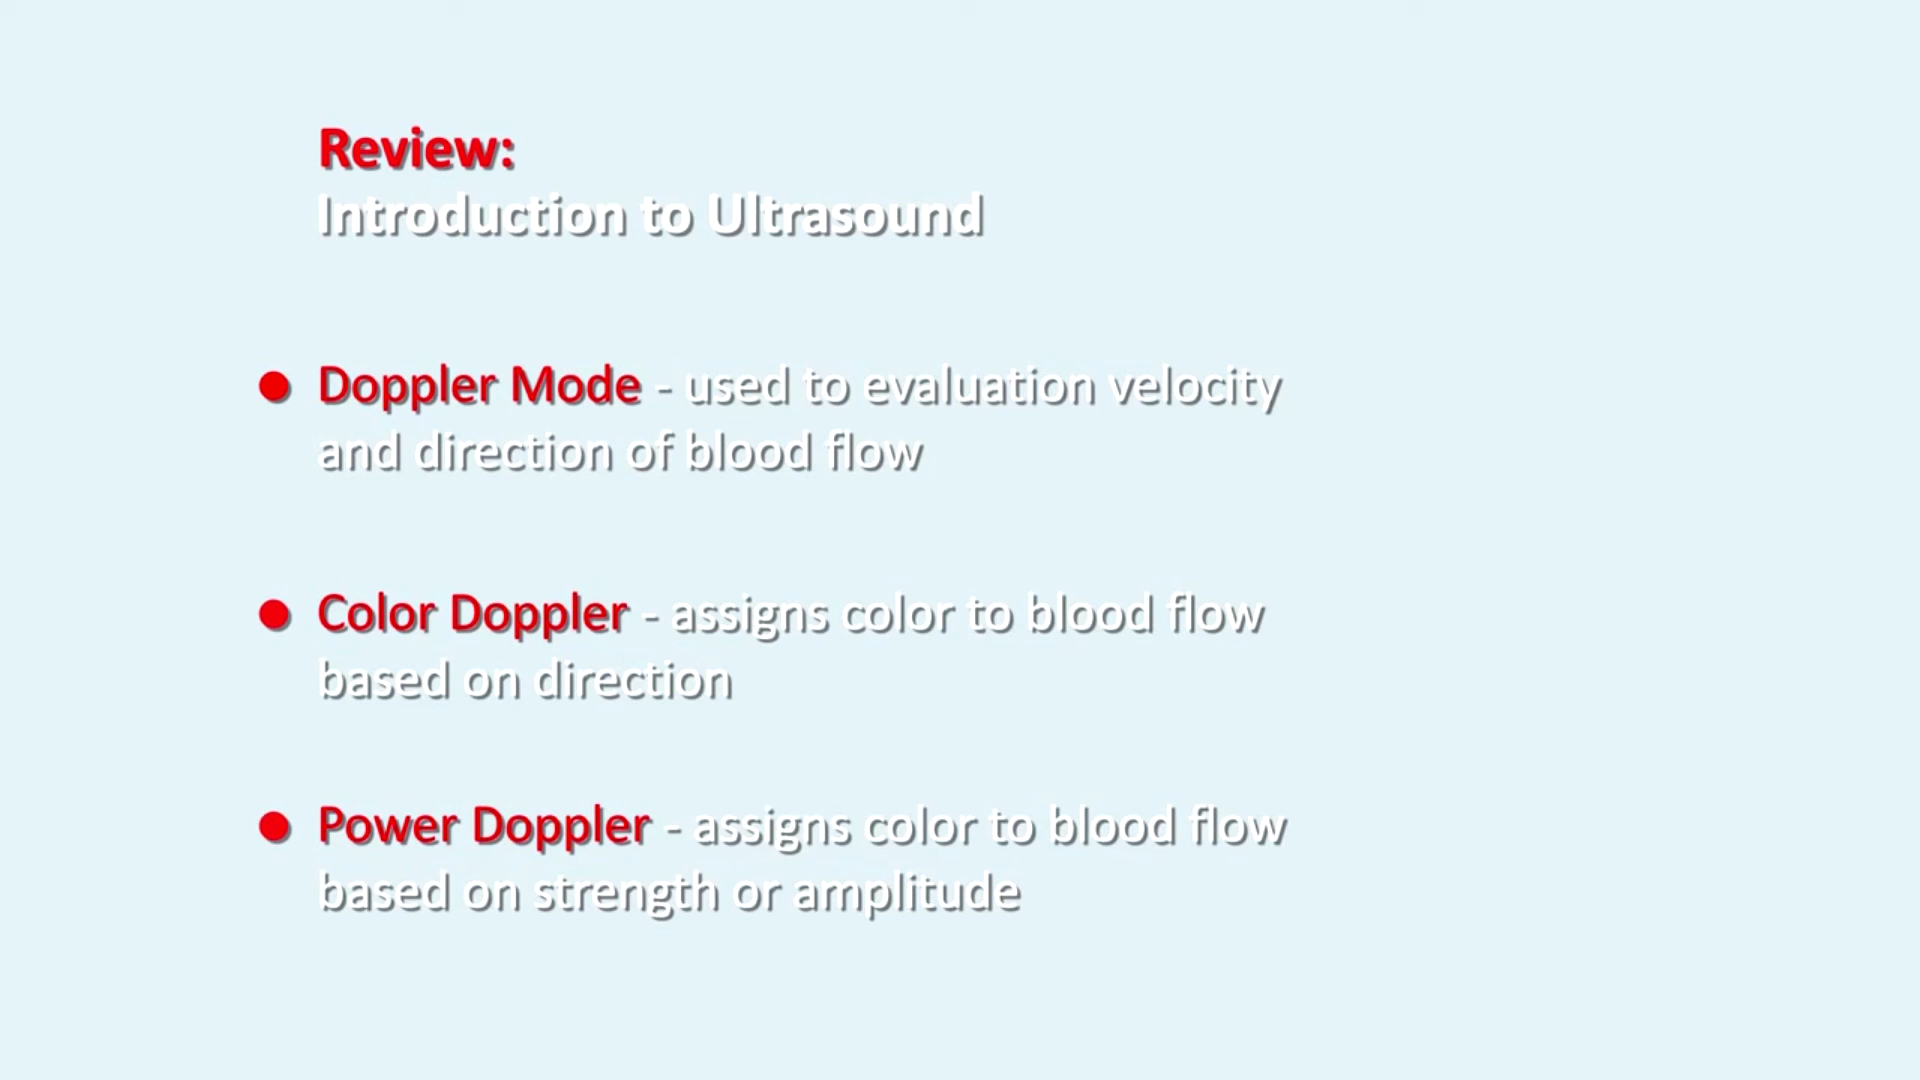 Review:
Introduction to Ultrasound
● Doppler Mode - used to evaluation velocity
and direction of blood flow
● Color Doppler - assigns color to blood flow
based on direction
● Power Doppler - assigns color to blood flow
based on strength or amplitude